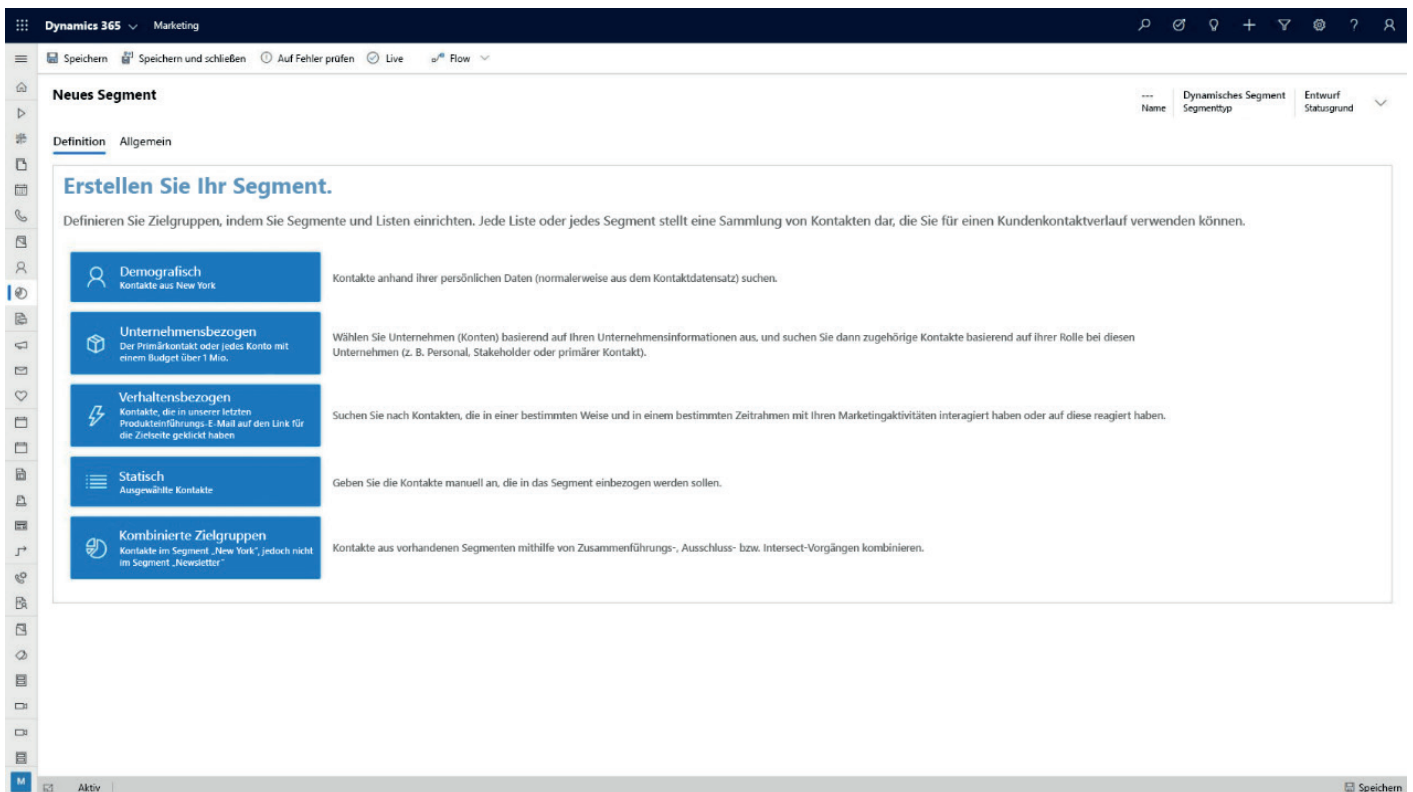 Dynamics 365 Marketing
Speichern Speichern und schließen Auf Fehler prüfen Live Flow
Neues Segment
---
Name
Dynamisches Segment
Segmenttyp
Entwurf
Statusgrund
Definition Allgemein
Erstellen Sie Ihr Segment.
Definieren Sie Zielgruppen, indem Sie Segmente und Listen einrichten. Jede Liste oder jedes Segment stellt eine Sammlung von Kontakten dar, die Sie für einen Kundenkontaktverlauf verwenden können.
Demografisch
Kontakte aus New York
Kontakte anhand ihrer persönlichen Daten (normalerweise aus dem Kontaktdatensatz) suchen.
Unternehmensbezogen
Der Primärkontakt oder jedes Konto mit
einem Budget über 1 Mio.
Wählen Sie Unternehmen (Konten) basierend auf Ihren Unternehmensinformationen aus, und suchen Sie dann zugehörige Kontakte basierend auf ihrer Rolle bei diesen
Unternehmen (z. B. Personal, Stakeholder oder primärer Kontakt).
Verhaltensbezogen
Kontakte, die in unserer letzten
Produkteinführungs-E-Mail auf den Link für
die Zielseite geklickt haben
Suchen Sie nach Kontakten, die in einer bestimmten Weise und in einem bestimmten Zeitrahmen mit Ihren Marketingaktivitäten interagiert haben oder auf diese reagiert haben.
Statisch
Ausgewählte Kontakte
Geben Sie die Kontakte manuell an, die in das Segment einbezogen werden sollen.
Kombinierte Zielgruppen
Kontakte im Segment „New York", jedoch nicht
im Segment „Newsletter"
Kontakte aus vorhandenen Segmenten mithilfe von Zusammenführungs-, Ausschluss- bzw. Intersect-Vorgängen kombinieren.
M
Aktiv
Speichern